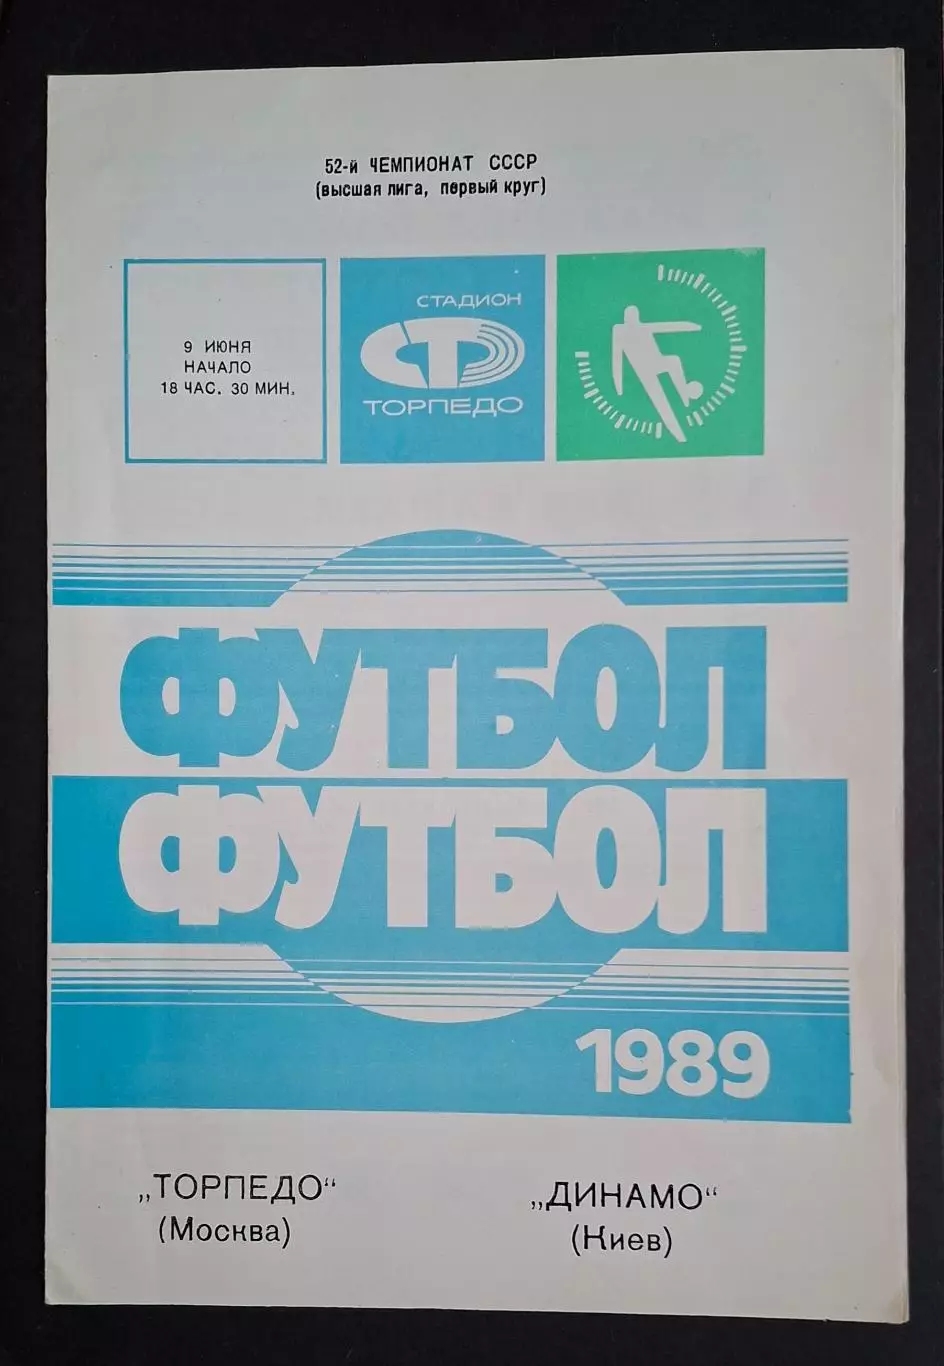 52-й ЧЕМПИОНАТ СССР
(высшая лига, первый круг)
9 ИЮНЯ
НАЧАЛО
18 ЧАС. 30 МИН.
СТАДИОН
ТОРПЕДО
ФУТБОЛ
ФУТБОЛ
1989
„ТОРПЕДО“
(Москва)
„ДИНАМО“
(Киев)